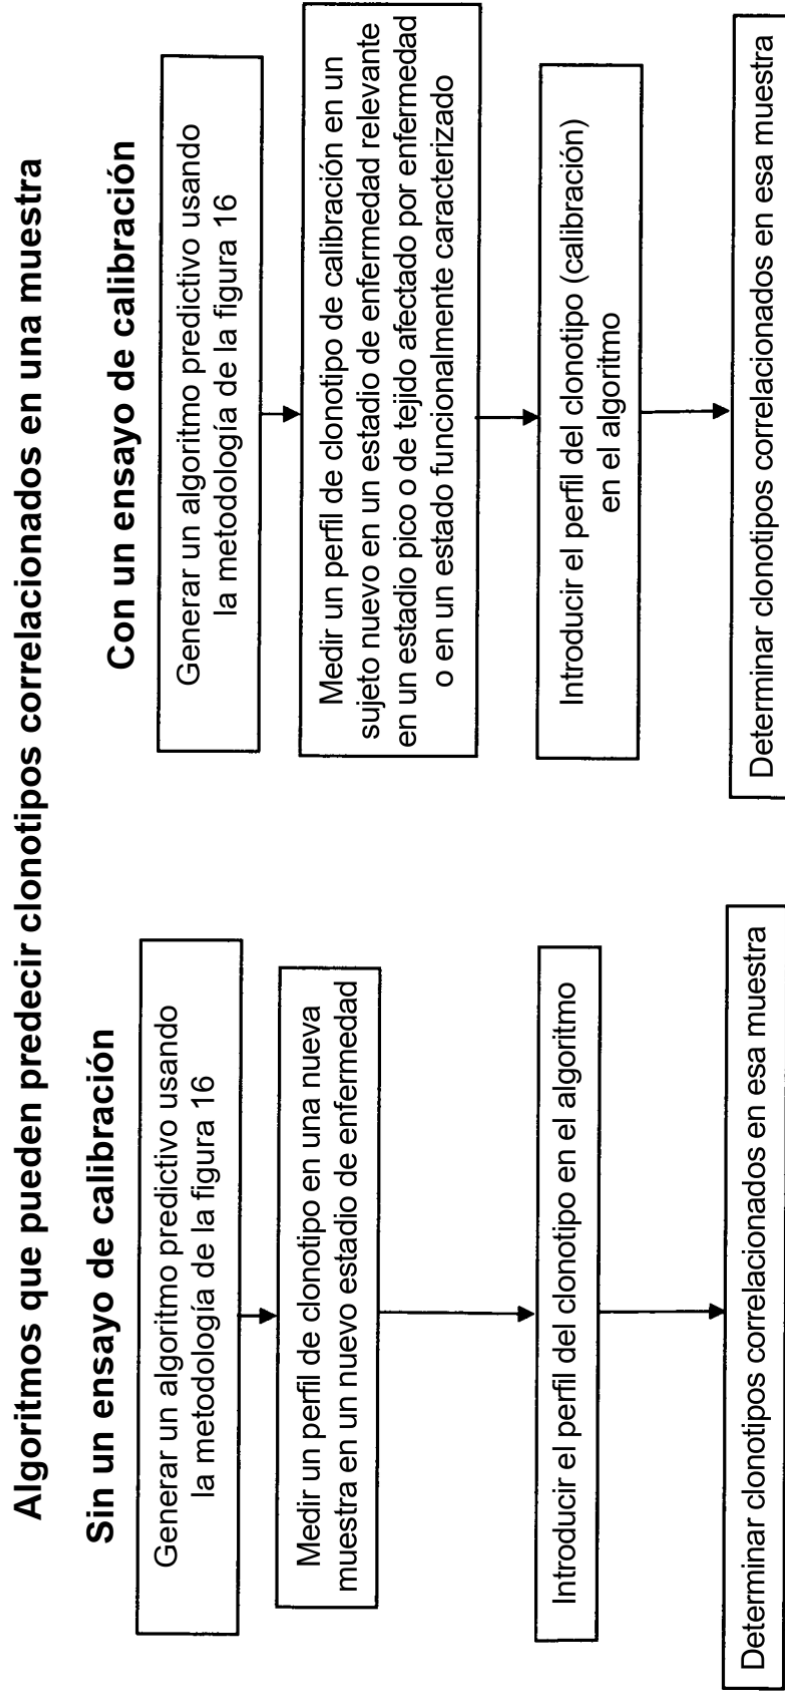 Algoritmos que pueden predecir clonotipos correlacionados en una muestra
Sin un ensayo de calibración
Generar un algoritmo predictivo usando
la metodología de la figura 16
Medir un perfil de clonotipo en una nueva
muestra en un nuevo estadio de enfermedad
Introducir el perfil del clonotipo en el algoritmo
Determinar clonotipos correlacionados en esa muestra
Con un ensayo de calibración
Generar un algoritmo predictivo usando
la metodología de la figura 16
Medir un perfil de clonotipo de calibración en un
sujeto nuevo en un estadio de enfermedad relevante
en un estadio pico o de tejido afectado por enfermedad
o en un estado funcionalmente caracterizado
Introducir el perfil del clonotipo (calibración)
en el algoritmo
Determinar clonotipos correlacionados en esa muestra